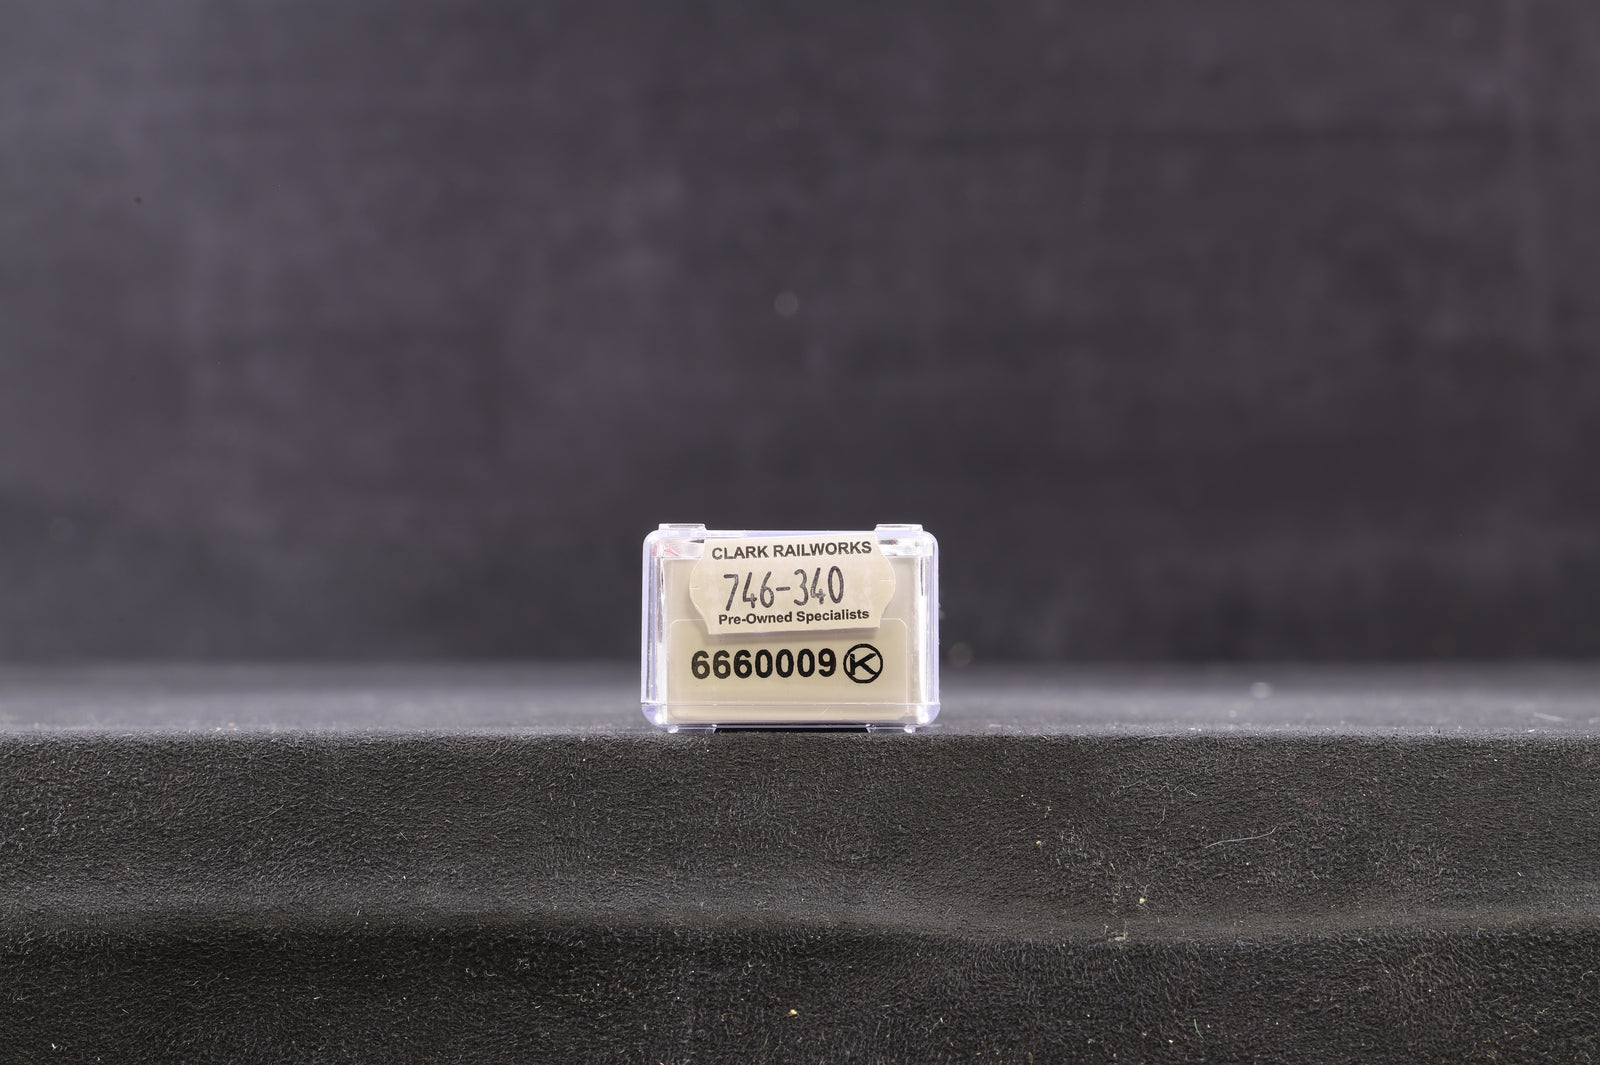 CLARK RAILWORKS
746-340
Pre-Owned Specialists
6660009 K